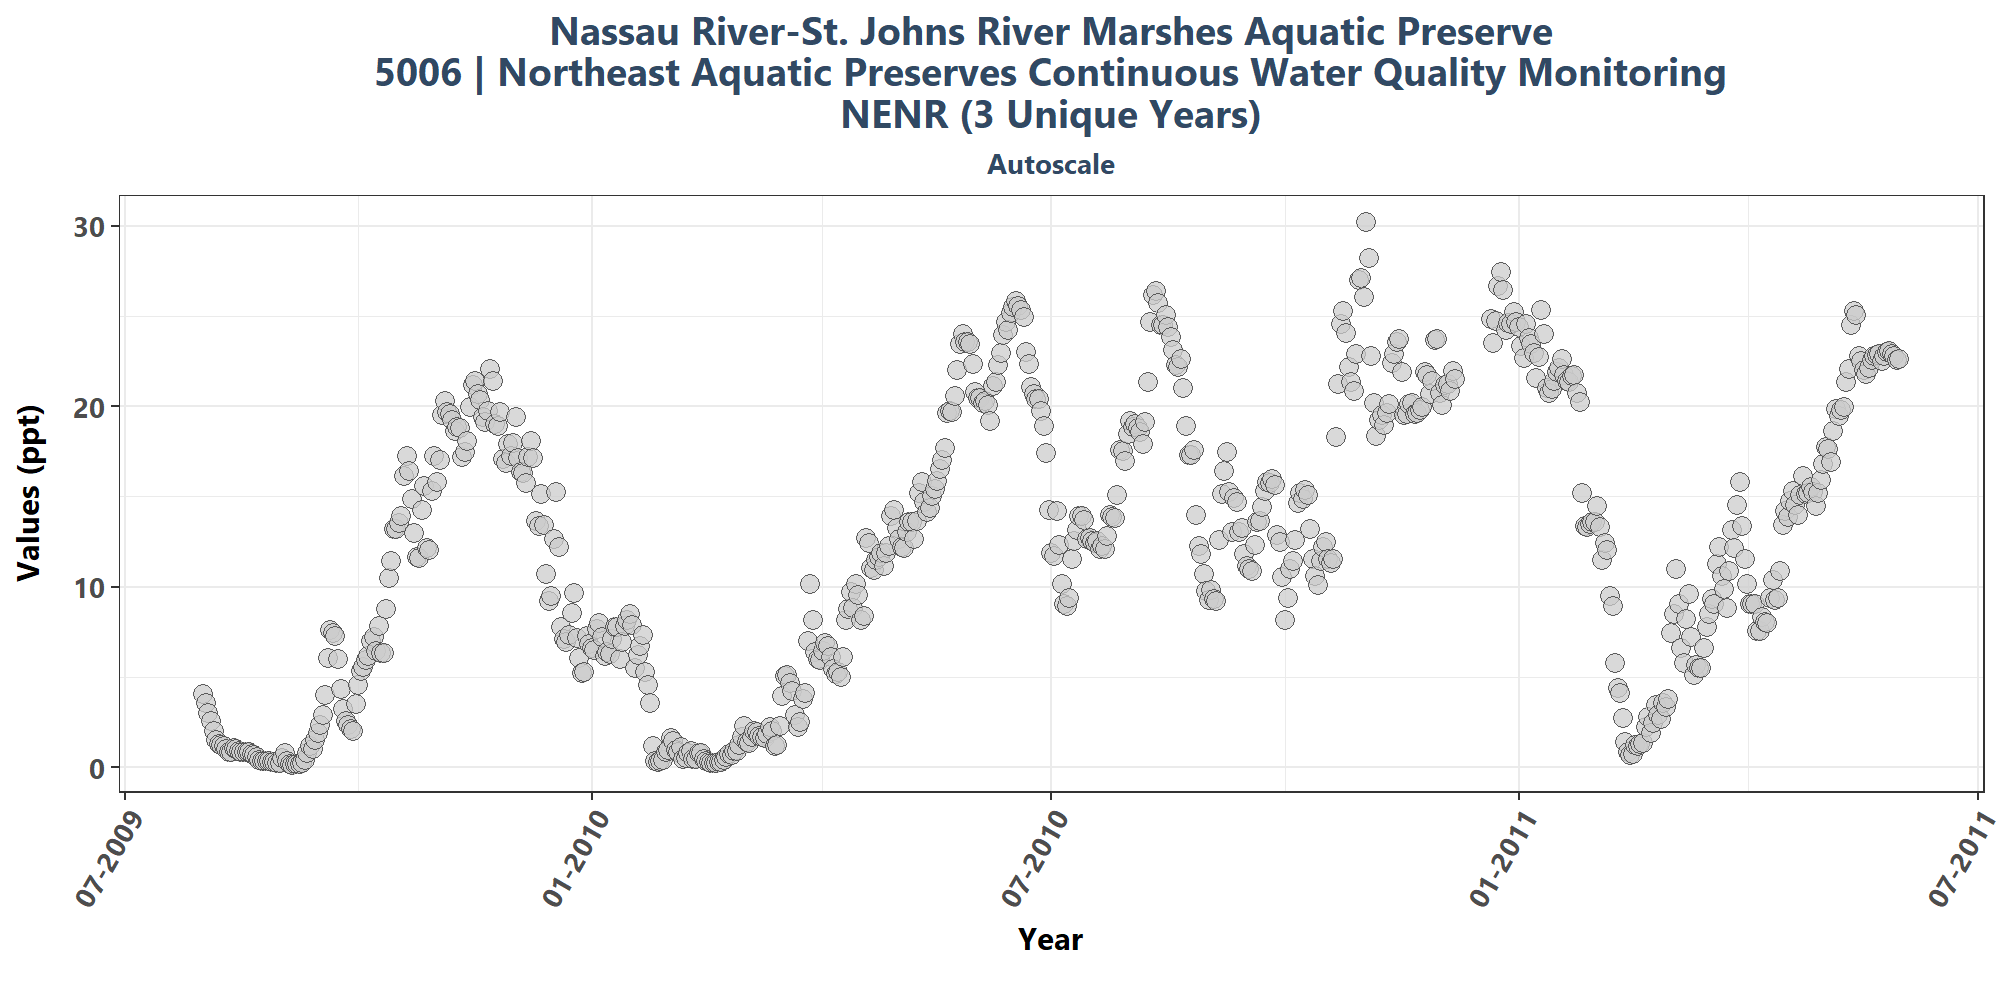 Nassau River-St. Johns River Marshes Aquatic Preserve
5006 | Northeast Aquatic Preserves Continuous Water Quality Monitoring
NENR (3 Unique Years)
Autoscale
30
20
10
0
Values (ppt)
07-2009
01-2010
07-2010
01-2011
07-2011
Year